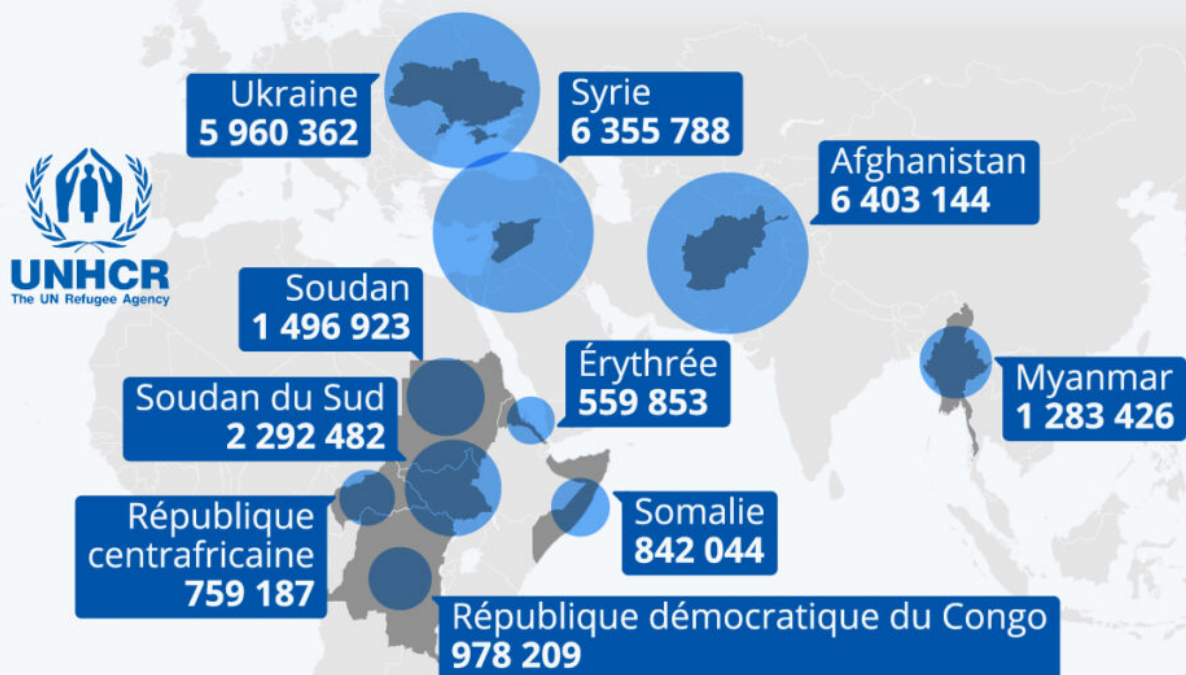 Ukraine
5 960 362
Syrie
6 355 788
Afghanistan
6 403 144
UNHCR
The UN Refugee Agency
Soudan
1 496 923
Érythrée
559 853
Myanmar
1 283 426
Soudan du Sud
2 292 482
République
centrafricaine
759 187
Somalie
842 044
République démocratique du Congo
978 209